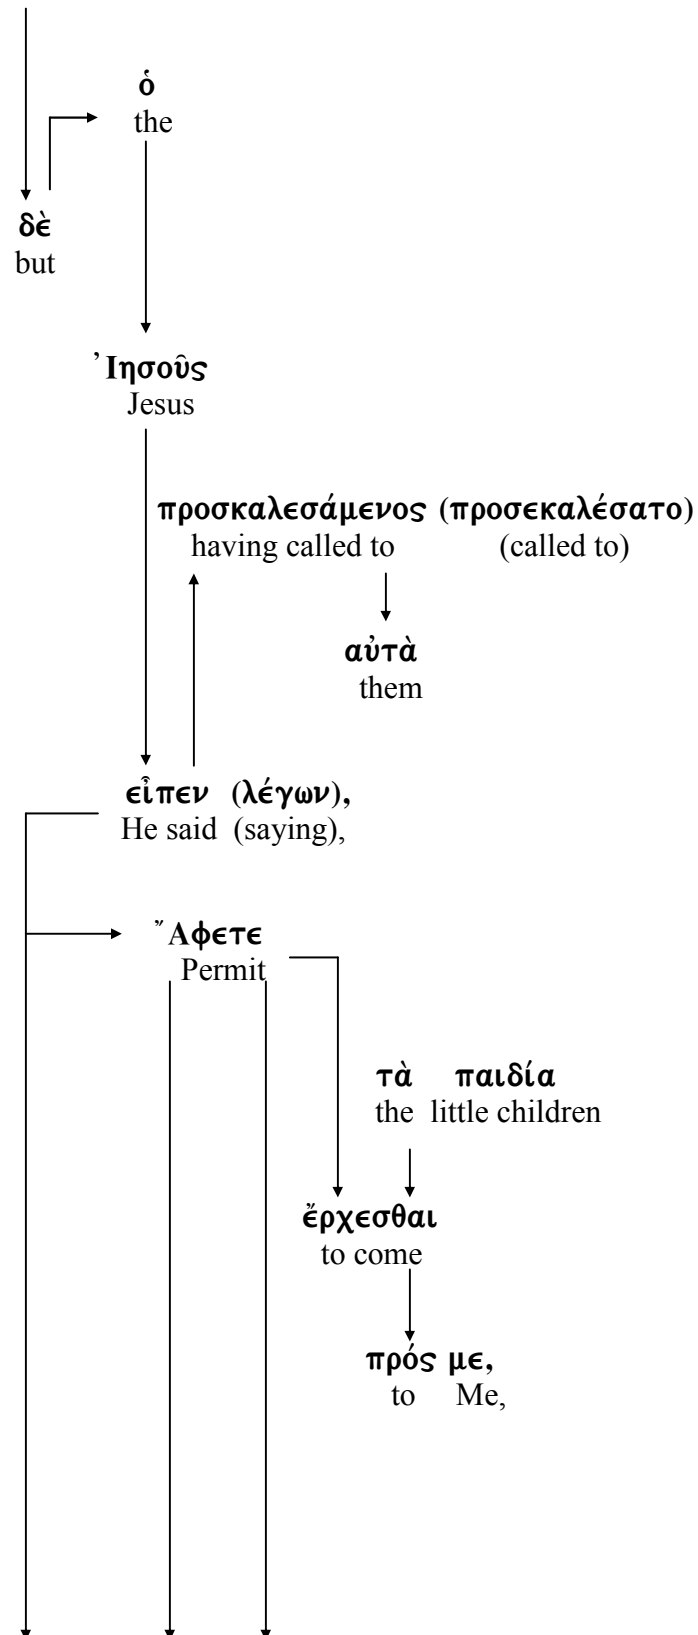 ὁ
the
δὲ
but
Ἰησοῦς
Jesus
προσκαλεσάμενος (προσεκαλέσατο)
having called to (called to)
αὐτὰ
them
εἶπεν (λέγων),
He said (saying),
Ἄφετε
Permit
τὰ παιδία
the little children
ἔρχεσθαι
to come
πρός με,
to Me,